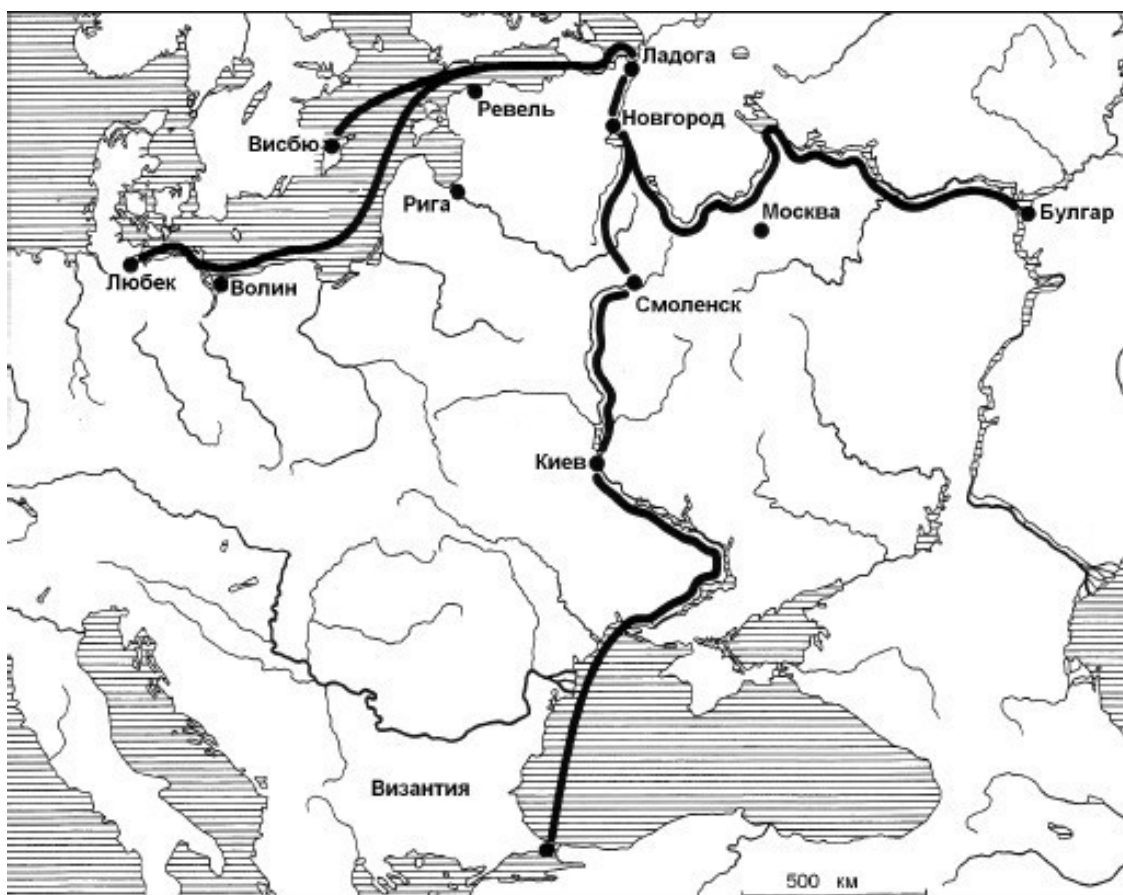 Ладога
Ревель
Новгород
Висбю
Рига
Москва
Булгар
Любек
Волин
Смоленск
Киев
Византия
500 км